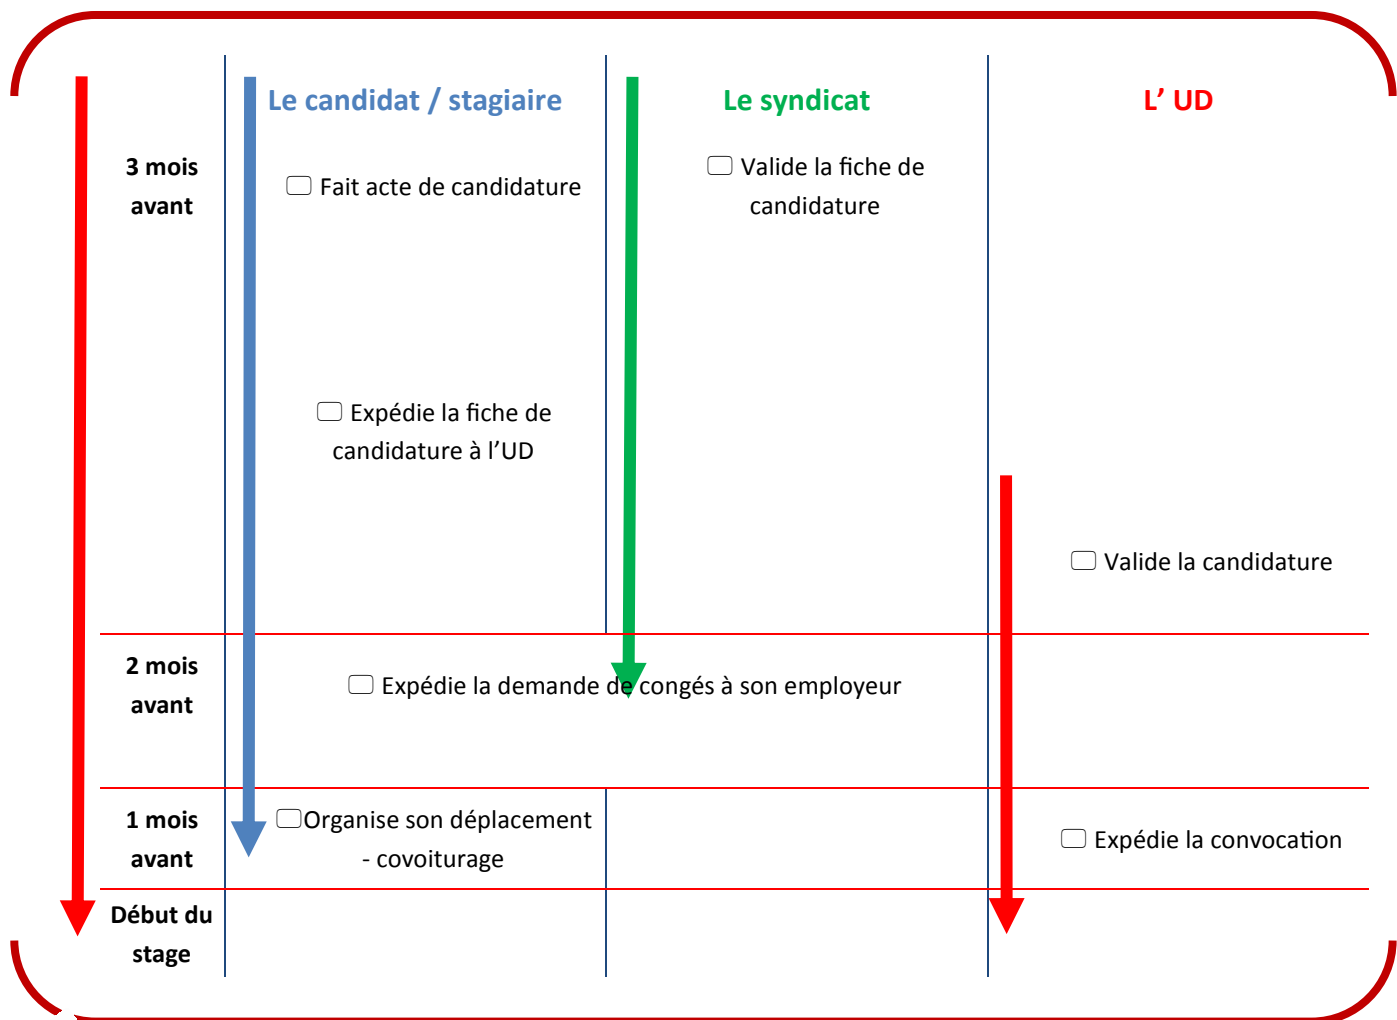 Le candidat / stagiaire
Le syndicat
L’ UD
3 mois
avant
Fait acte de candidature
Valide la fiche de
candidature
Expédie la fiche de
candidature à l’UD
Valide la candidature
2 mois
avant
Expédie la demande de congés à son employeur
1 mois
avant
Organise son déplacement
- covoiturage
Expédie la convocation
Début du
stage